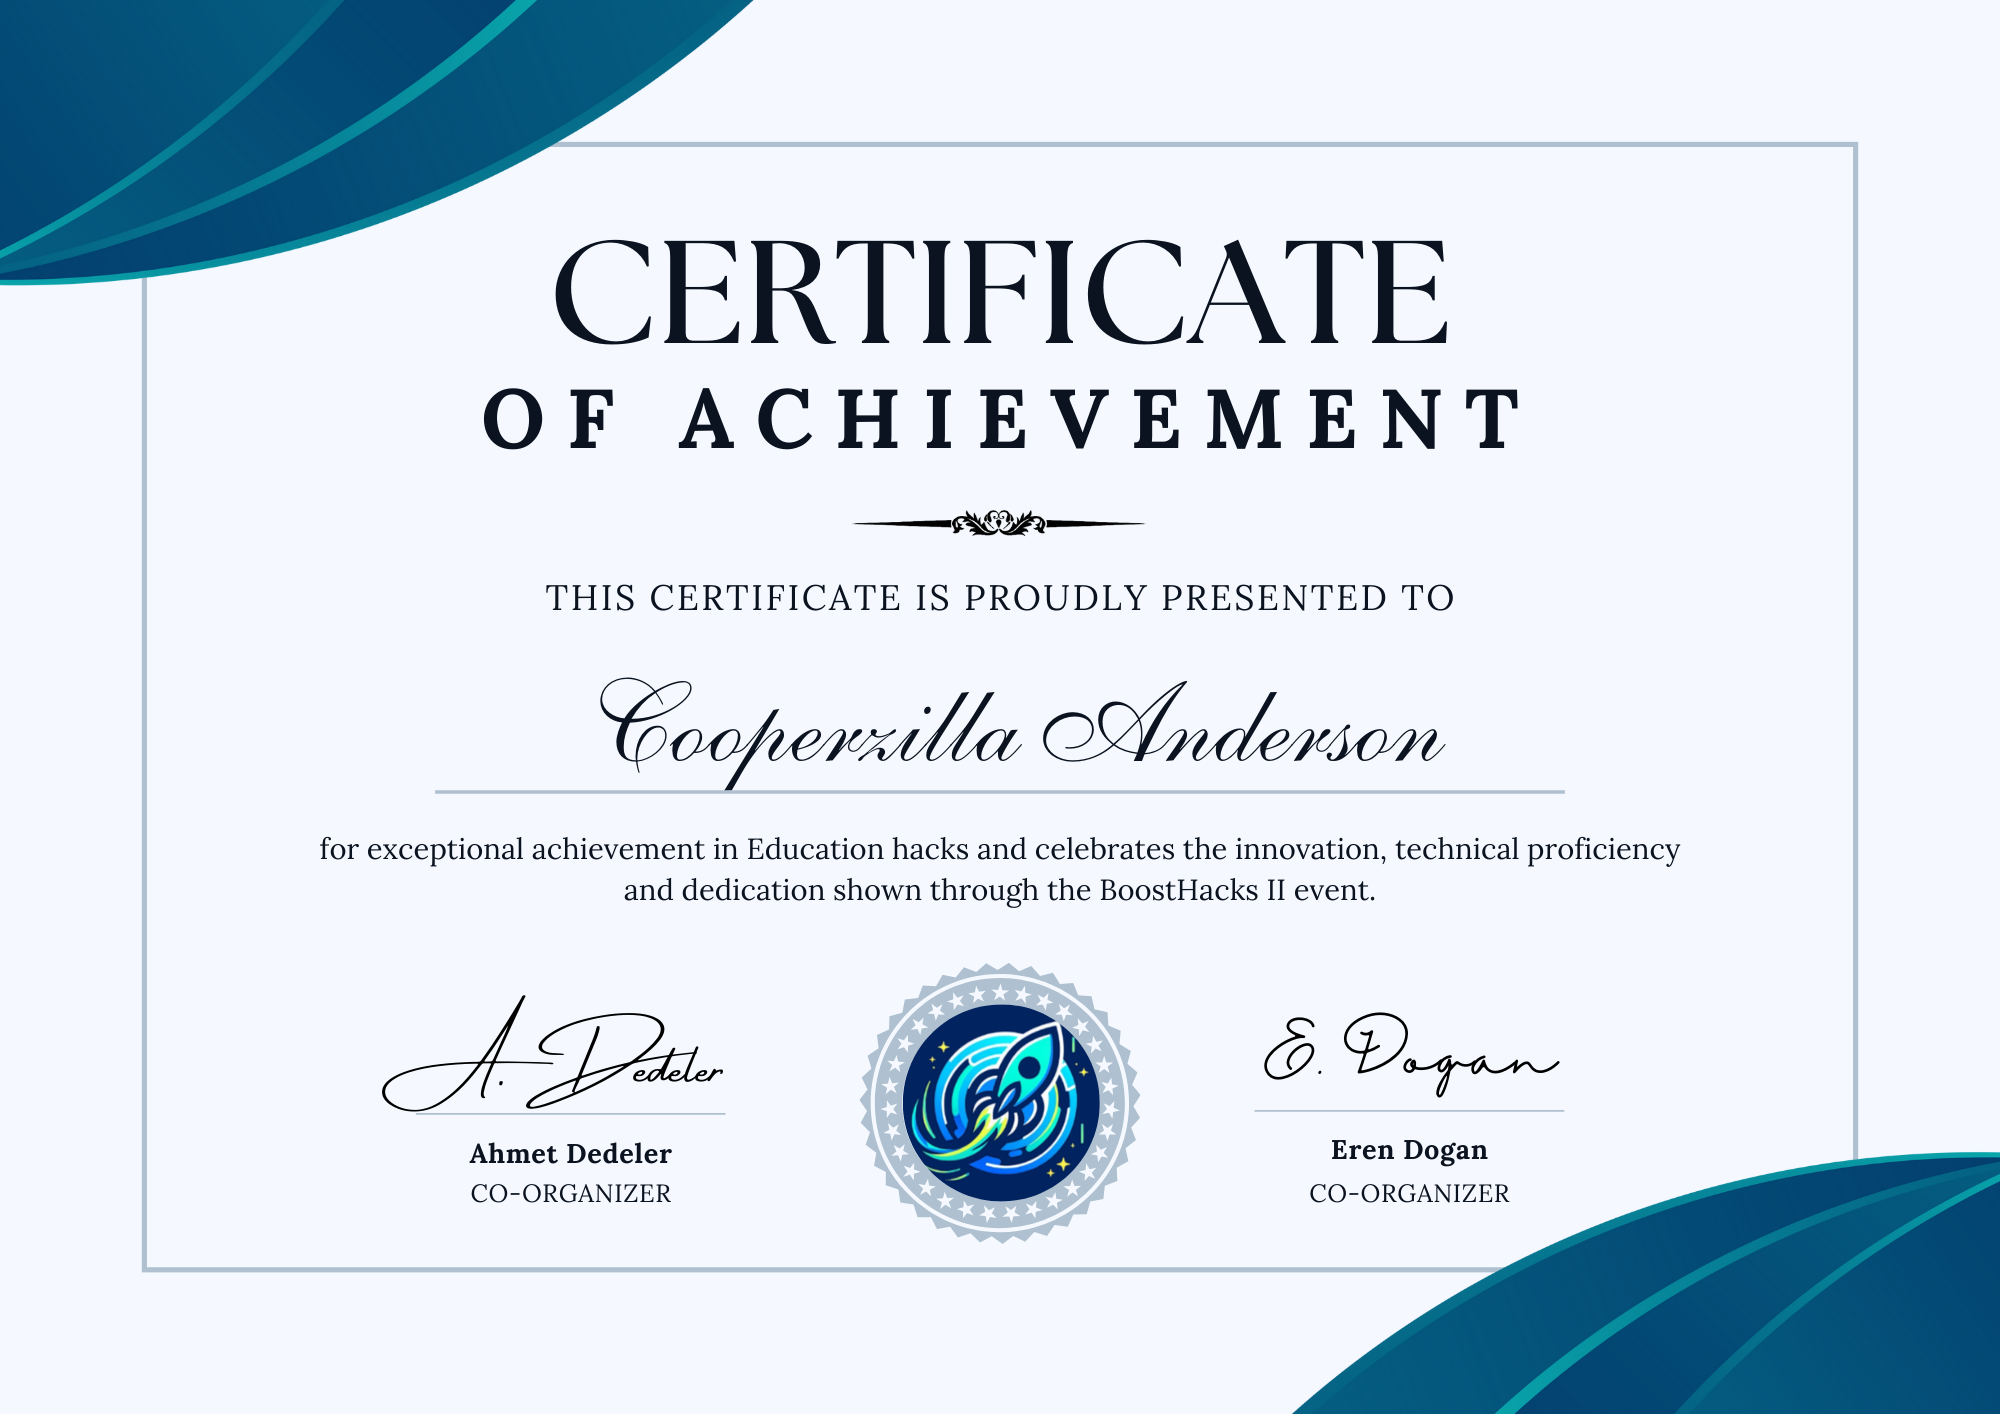 CERTIFICATE
OF ACHIEVEMENT
THIS CERTIFICATE IS PROUDLY PRESENTED TO
Cooperzilla Anderson
for exceptional achievement in Education hacks and celebrates the innovation, technical proficiency
and dedication shown through the BoostHacks II event.
A. Dedeler
Ahmet Dedeler
CO-ORGANIZER
E. Dogan
Eren Dogan
CO-ORGANIZER